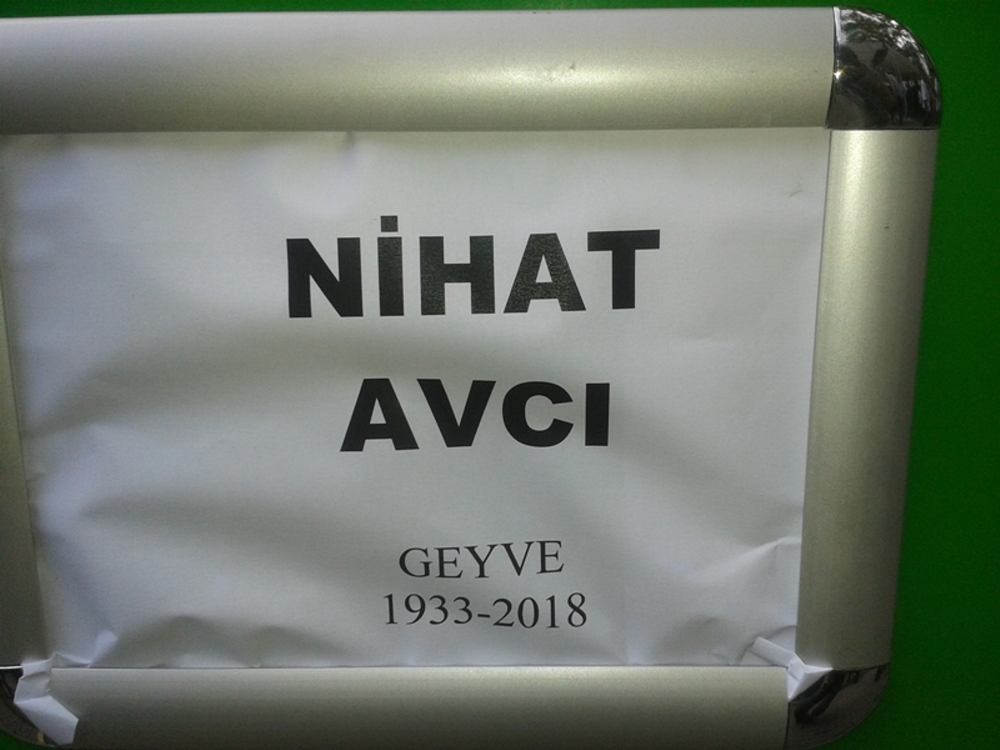 NİHAT
AVCI
GEYVE
1933-2018